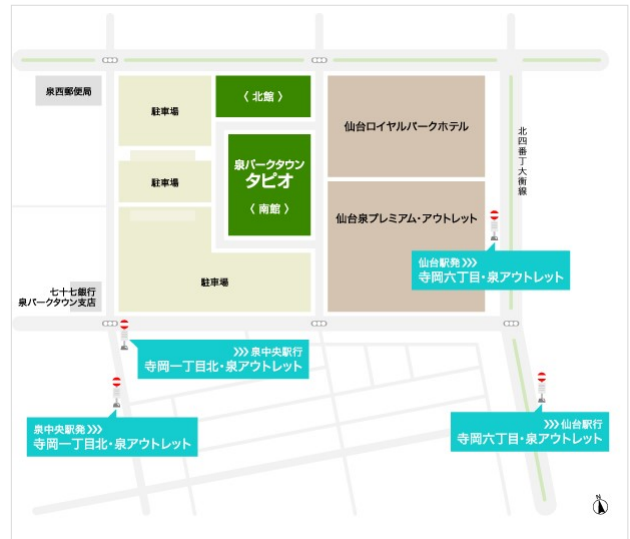 泉西郵便局
駐車場
〈 北館 〉
仙台ロイヤルパークホテル
北四番丁大衡線
泉パークタウン
タピオ
〈 南館 〉
駐車場
仙台泉プレミアム・アウトレット
仙台駅発 >>>
寺岡六丁目・泉アウトレット
駐車場
七十七銀行
泉パークタウン支店
>>> 泉中央駅行
寺岡一丁目北・泉アウトレット
泉中央駅発 >>>
寺岡一丁目北・泉アウトレット
>>> 仙台駅行
寺岡六丁目・泉アウトレット
N